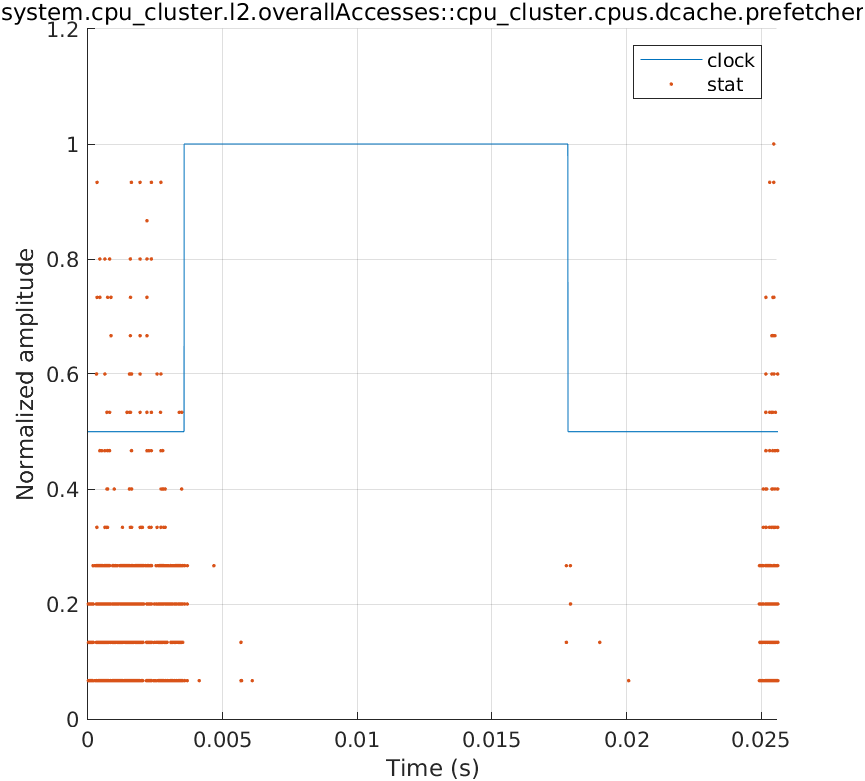 system.cpu_cluster.l2.overallAccesses::cpu_cluster.cpus.dcache.prefetcher
1.2
1
0.8
0.6
0.4
0.2
0
Normalized amplitude
clock
stat
0 0.005 0.01 0.015 0.02 0.025
Time (s)